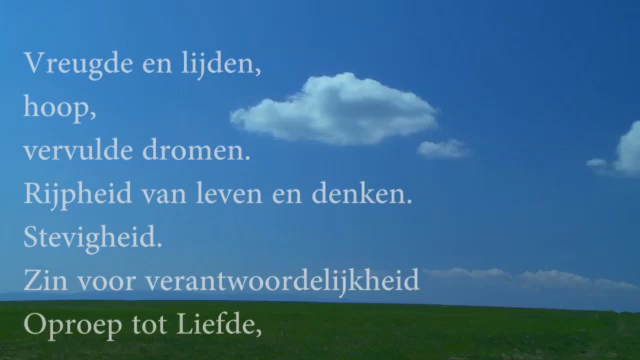 Vreugde en lijden,
hoop,
vervulde dromen.
Rijpheid van leven en denken.
Stevigheid.
Zin voor verantwoordelijkheid
Oproep tot Liefde,